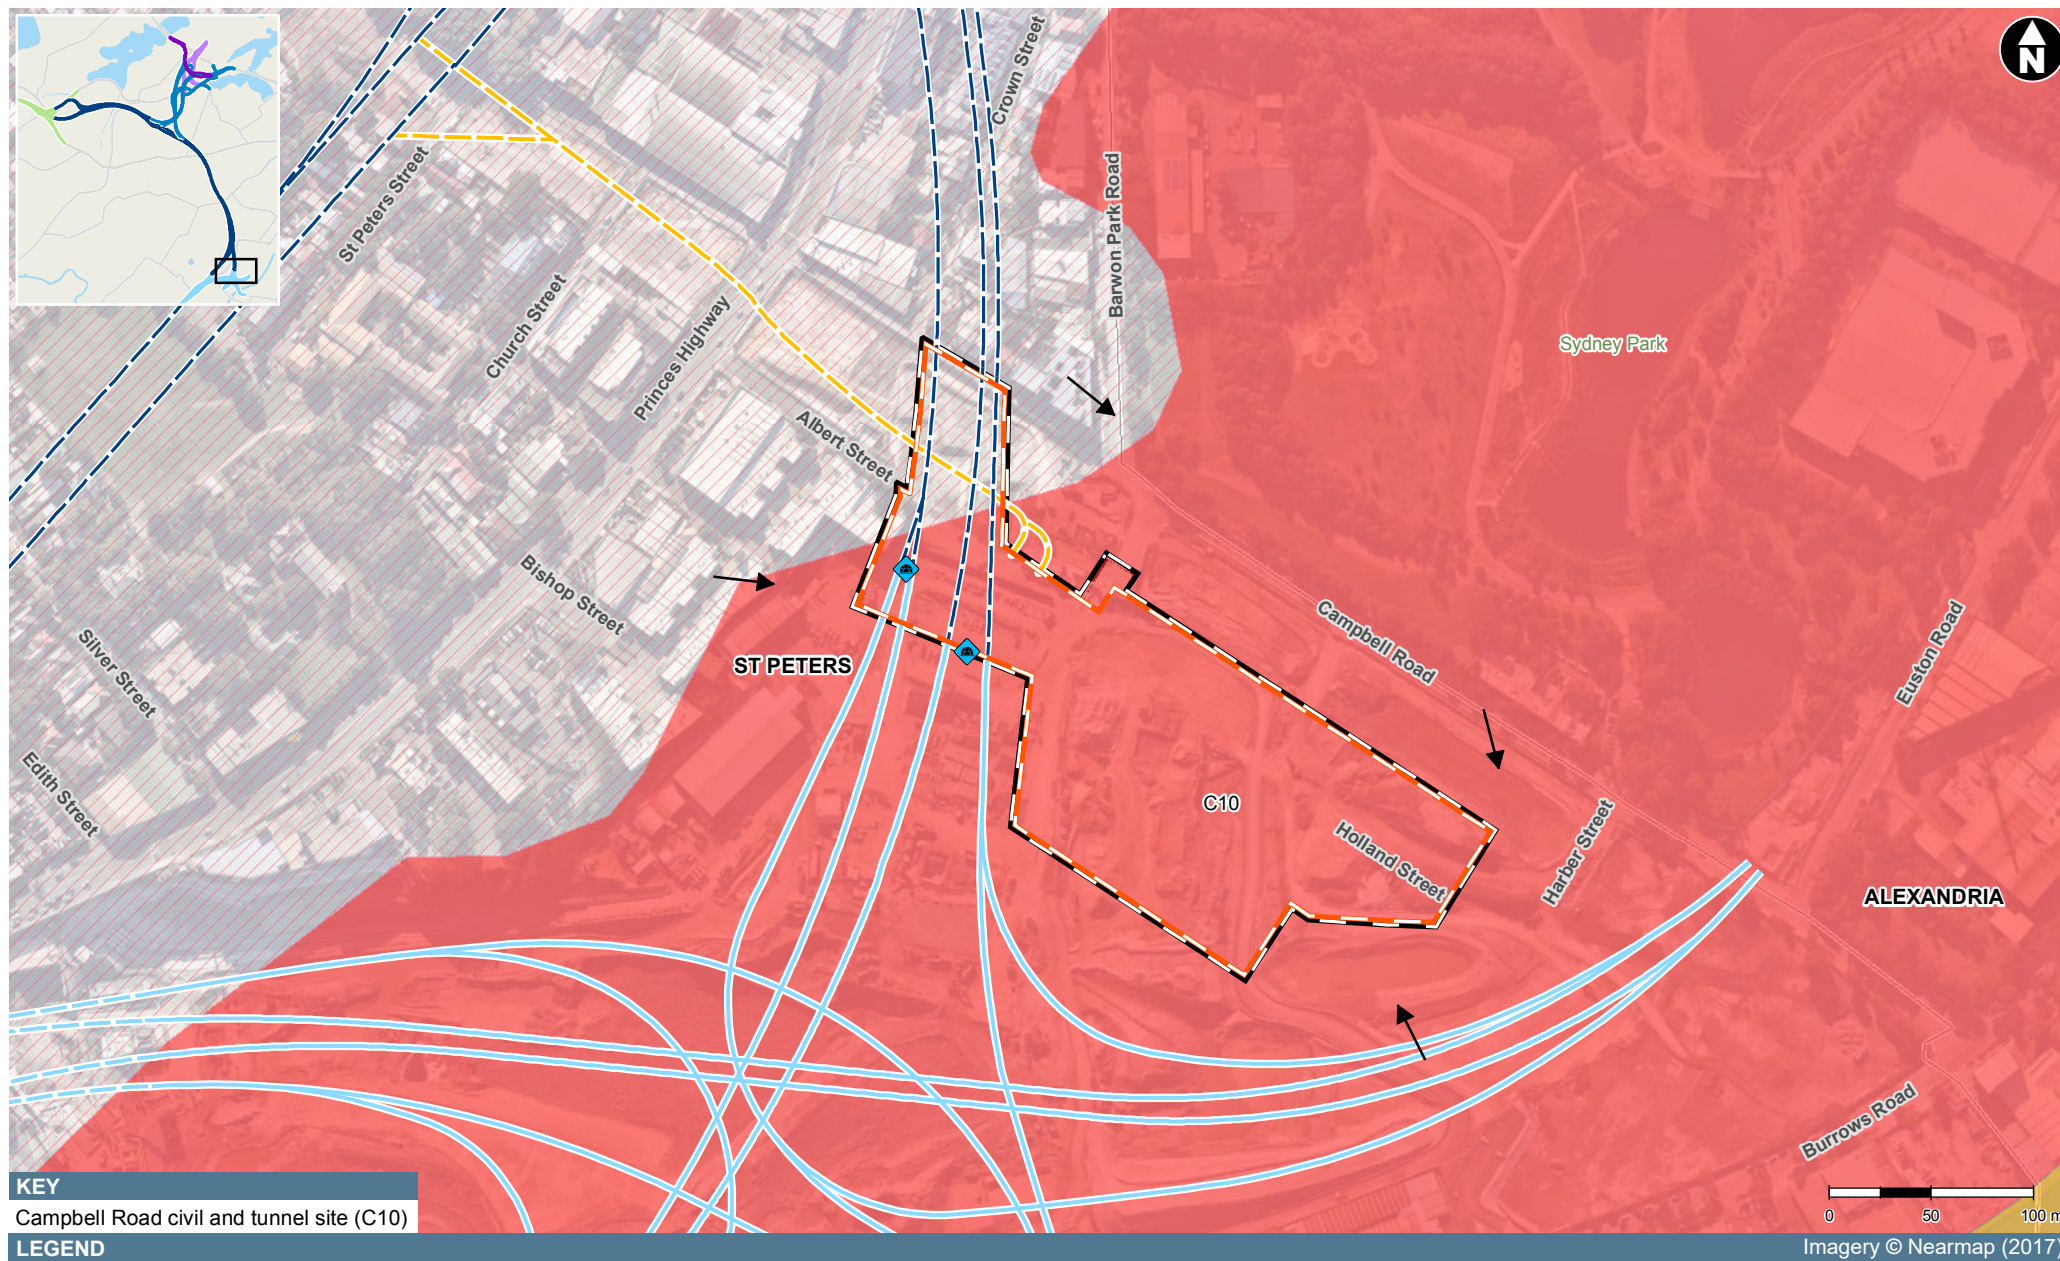 N
Crown Street
St Peters Street
Barwon Park Road
Church Street
Princes Highway
Sydney Park
Albert Street
Bishop Street
Silver Street
ST PETERS
Campbell Road
Euston Road
Edith Street
C10
Holland Street
Harber Street
ALEXANDRIA
Burrows Road
KEY
Campbell Road civil and tunnel site (C10)
0 50 100 m
LEGEND
Imagery © Nearmap (2017)